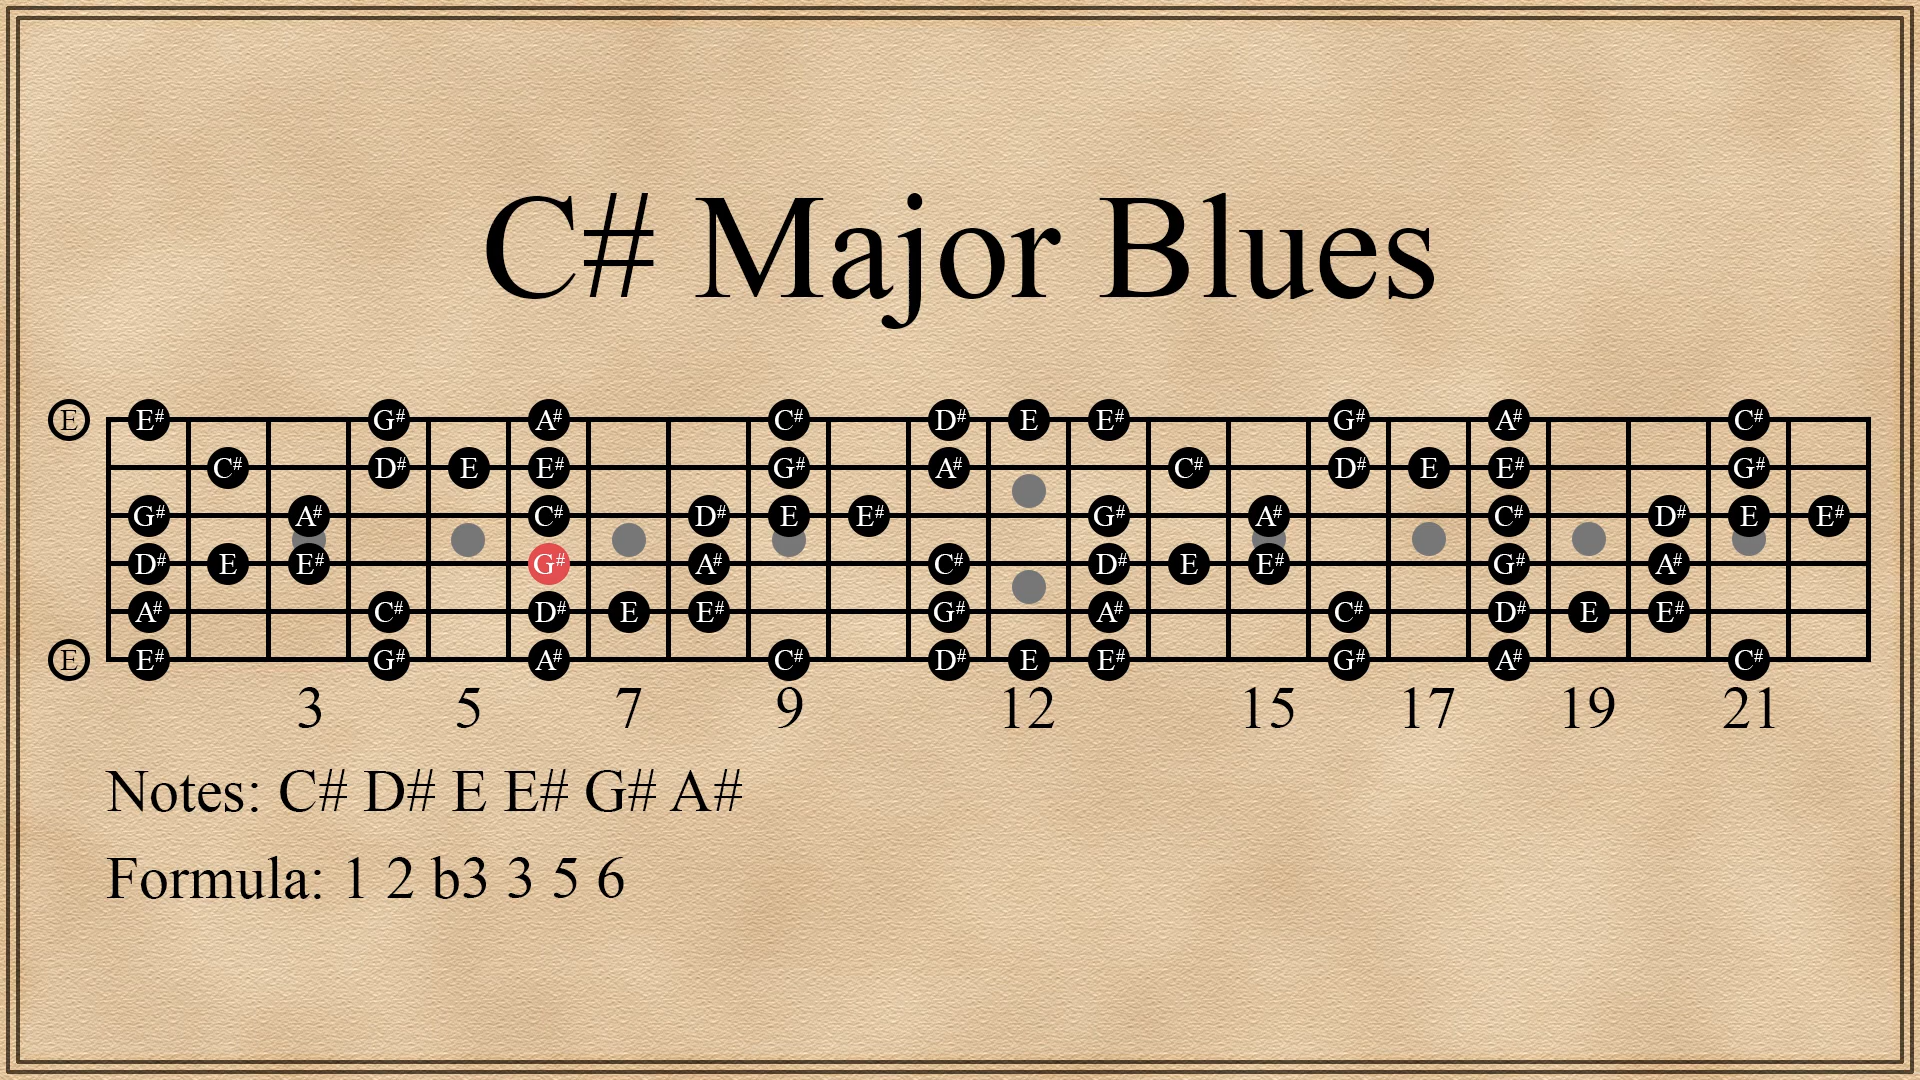 C# Major Blues
E E# G# A# C# D# E E# G# A# C#
C# D# E E# G# A# C# D# E E# G#
G# A# C# D# E E# G# A# C# D# E E#
D# E E# G# A# C# D# E E# G# A#
A# C# D# E E# G# A# C# D# E E#
E E# G# A# C# D# E E# G# A# C#
3 5 7 9 12 15 17 19 21
Notes: C# D# E E# G# A#
Formula: 1 2 b3 3 5 6